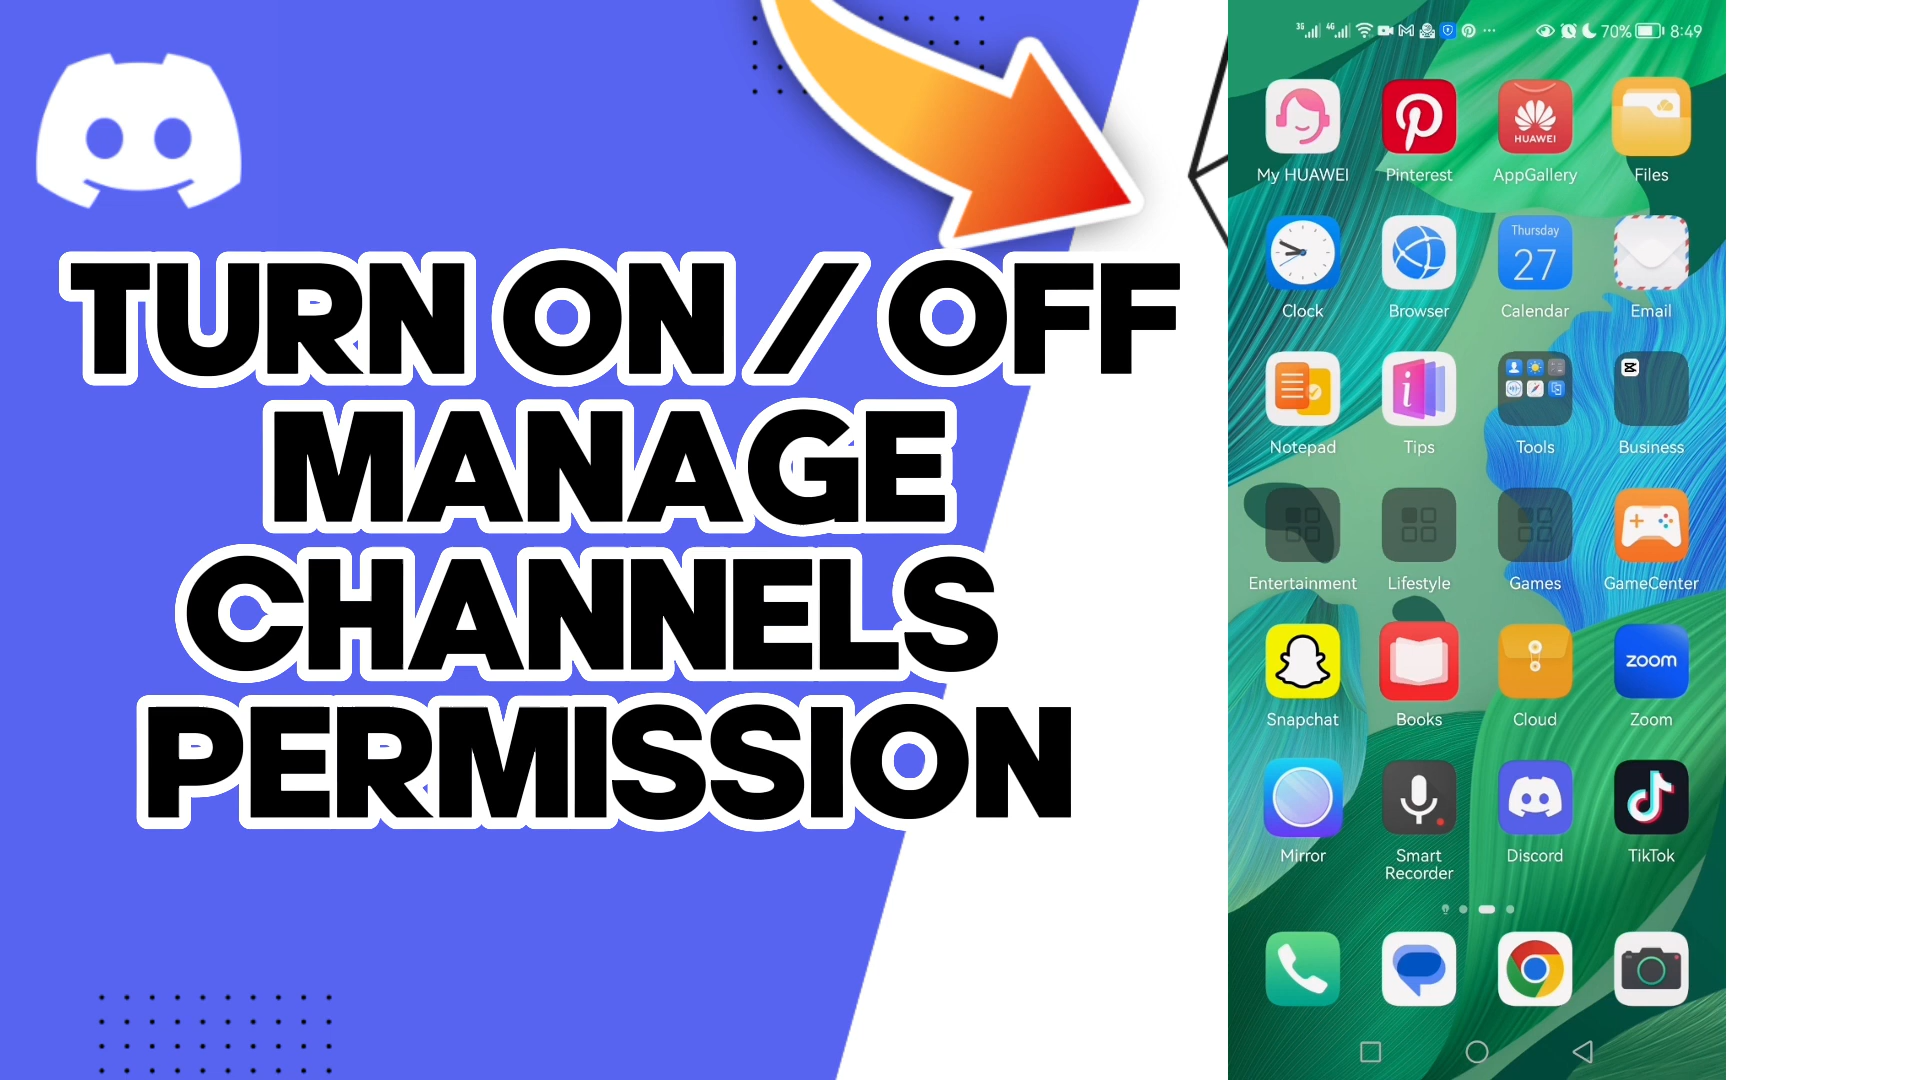 TURN ON / OFF
MANAGE
CHANNELS
PERMISSION
3G 4G 70% 8:49
My HUAWEI Pinterest AppGallery Files
HUAWEI
Thursday
27
Clock Browser Calendar Email
Notepad Tips Tools Business
Entertainment Lifestyle Games GameCenter
zoom
Snapchat Books Cloud Zoom
Mirror Smart Recorder Discord TikTok